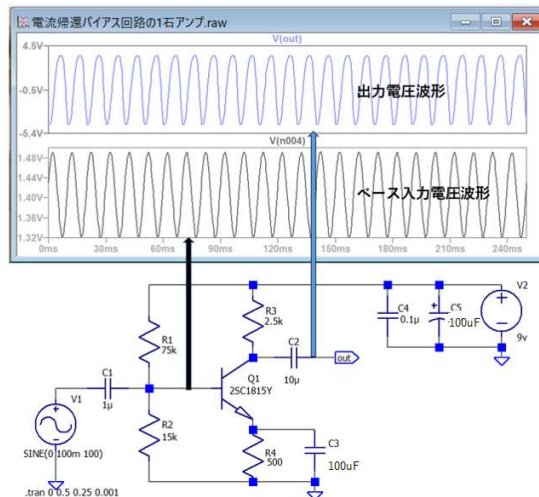 電流帰還バイアス回路の1石アンプ.raw
V(out)
4.5V
-0.5V
-5.4V
出力電圧波形
V(n004)
1.48V
1.44V
1.40V
1.36V
1.32V
ベース入力電圧波形
0ms 30ms 60ms 90ms 120ms 150ms 180ms 210ms 240ms
V2
9v
C4
0.1µ
C5
100uF
R3
2.5k
R1
75k
C2
10µ
out
C1
1µ
Q1
2SC1815Y
V1
SINE(0 100m 100)
R2
15k
R4
500
C3
100uF
.tran 0 0.5 0.25 0.001